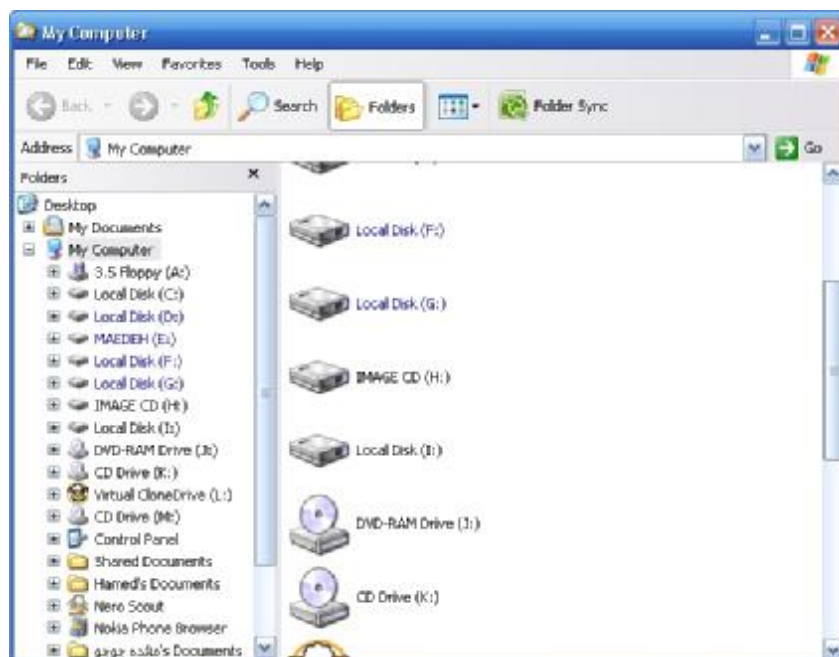 My Computer
File Edit View Favorites Tools Help
Back Search Folders Folder Sync
Address My Computer Go
Folders
Desktop
My Documents
My Computer
3.5 Floppy (A:)
Local Disk (C:)
Local Disk (D:)
MAEDEH (E:)
Local Disk (F:)
Local Disk (G:)
IMAGE CD (H:)
Local Disk (I:)
DVD-RAM Drive (J:)
CD Drive (K:)
Virtual CloneDrive (L:)
CD Drive (M:)
Control Panel
Shared Documents
Hamed's Documents
Nero Scout
Nokia Phone Browser
's Documents
Local Disk (F:)
Local Disk (G:)
IMAGE CD (H:)
Local Disk (I:)
DVD-RAM Drive (J:)
CD Drive (K:)